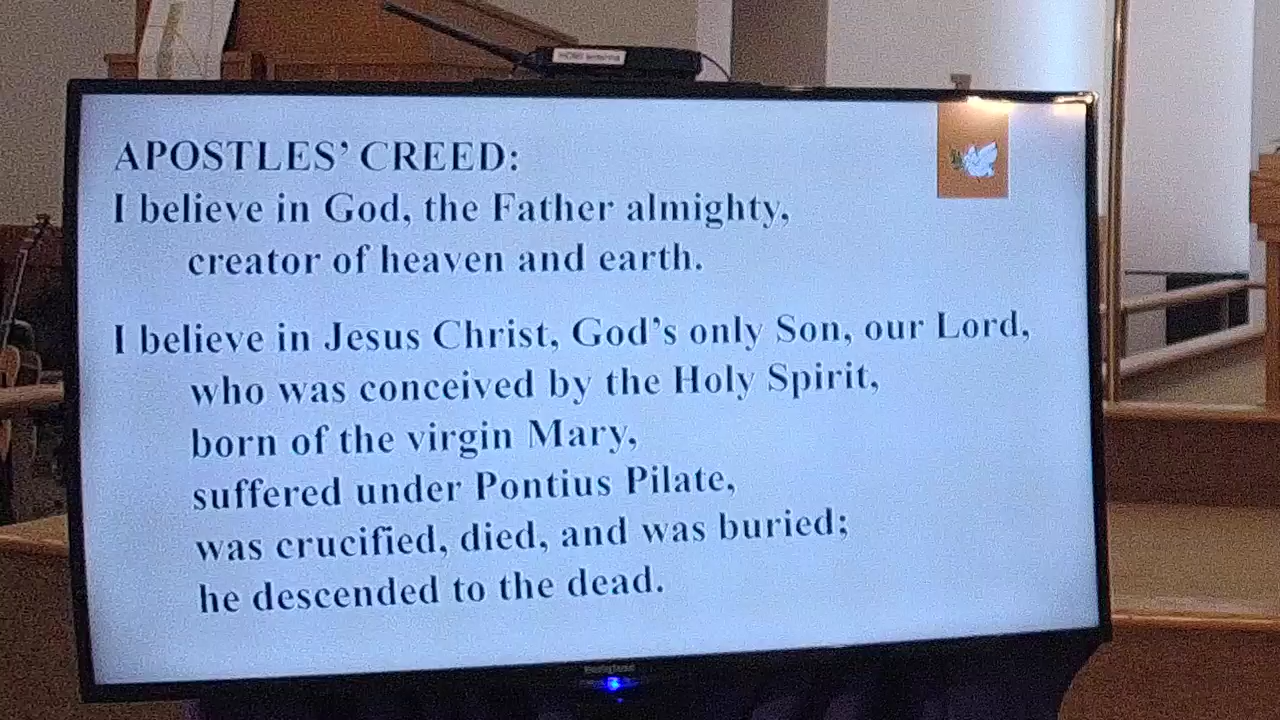 APOSTLES’ CREED:
I believe in God, the Father almighty,
creator of heaven and earth.
I believe in Jesus Christ, God’s only Son, our Lord,
who was conceived by the Holy Spirit,
born of the virgin Mary,
suffered under Pontius Pilate,
was crucified, died, and was buried;
he descended to the dead.